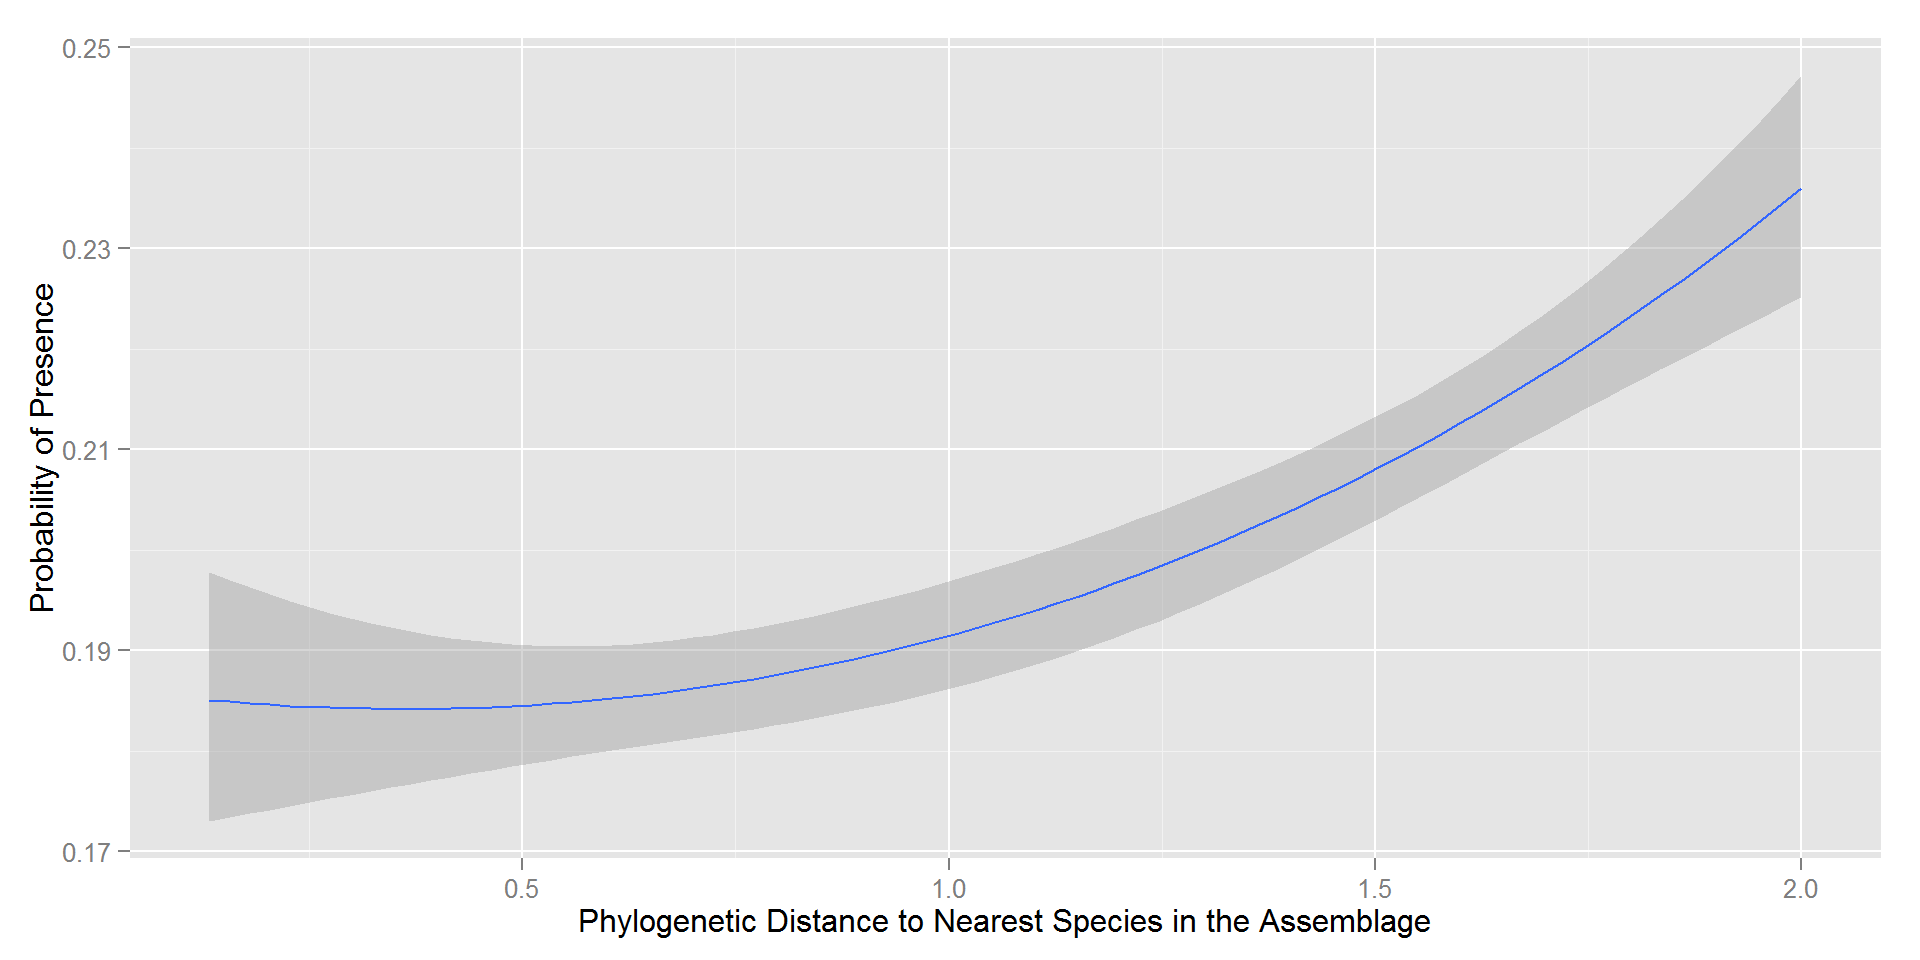 0.25
0.23
0.21
0.19
0.17
Probability of Presence
0.5 1.0 1.5 2.0
Phylogenetic Distance to Nearest Species in the Assemblage